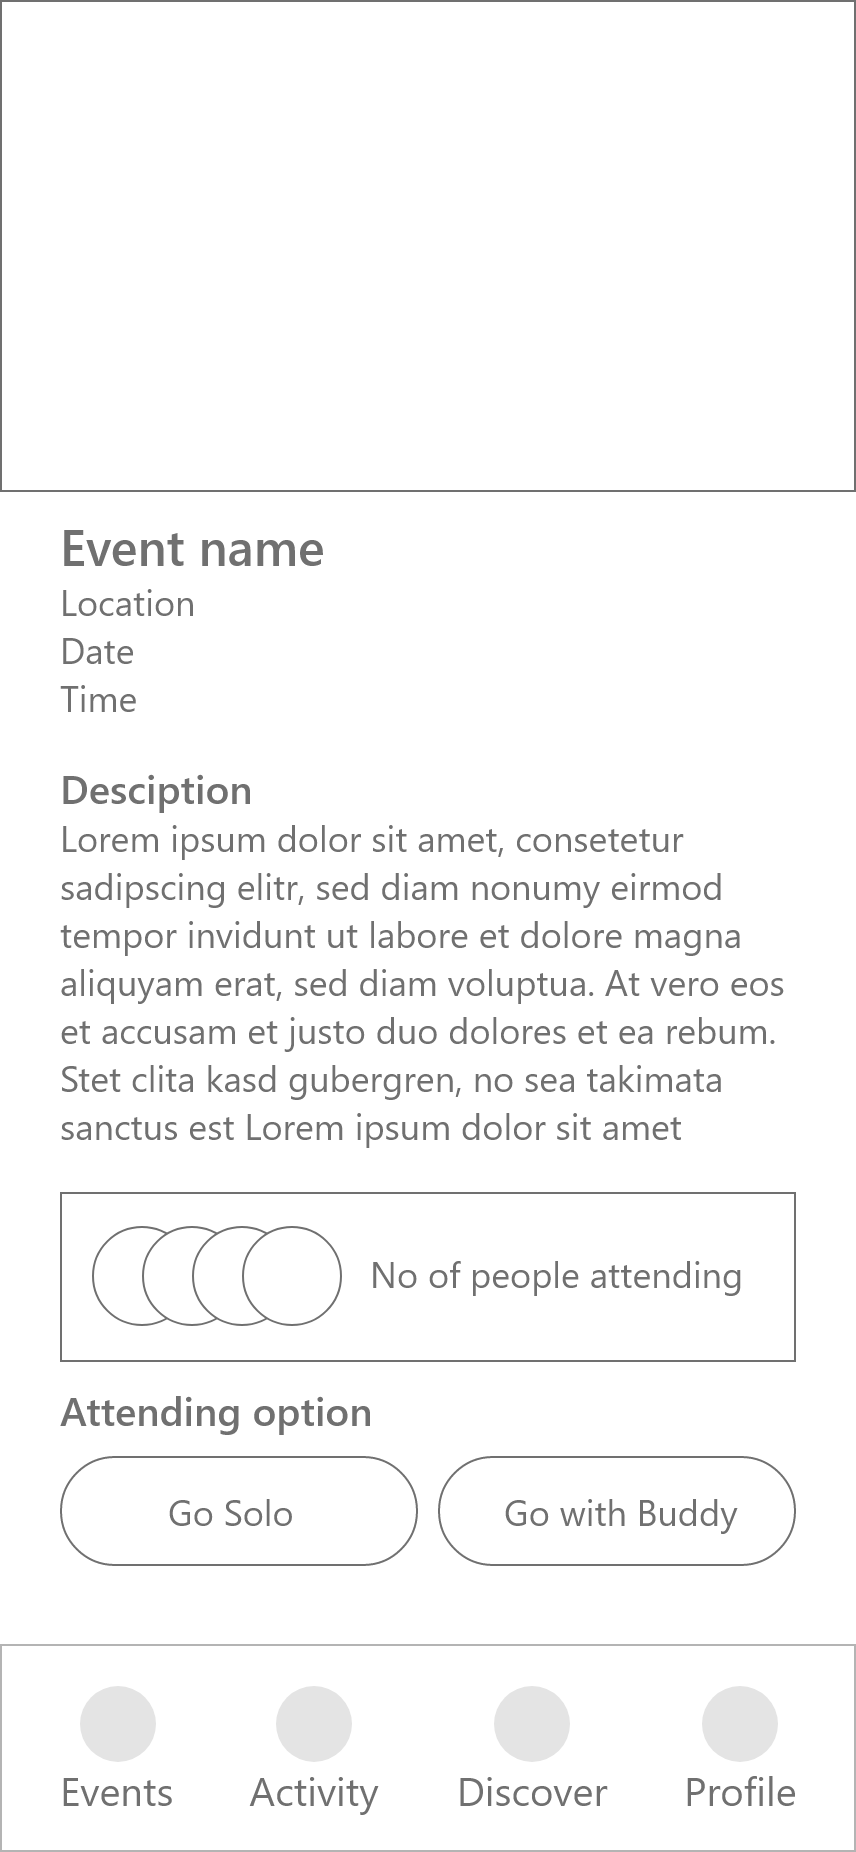 Event name
Location
Date
Time
Desciption
Lorem ipsum dolor sit amet, consetetur
sadipscing elitr, sed diam nonumy eirmod
tempor invidunt ut labore et dolore magna
aliquyam erat, sed diam voluptua. At vero eos
et accusam et justo duo dolores et ea rebum.
Stet clita kasd gubergren, no sea takimata
sanctus est Lorem ipsum dolor sit amet
No of people attending
Attending option
Go Solo
Go with Buddy
Events
Activity
Discover
Profile